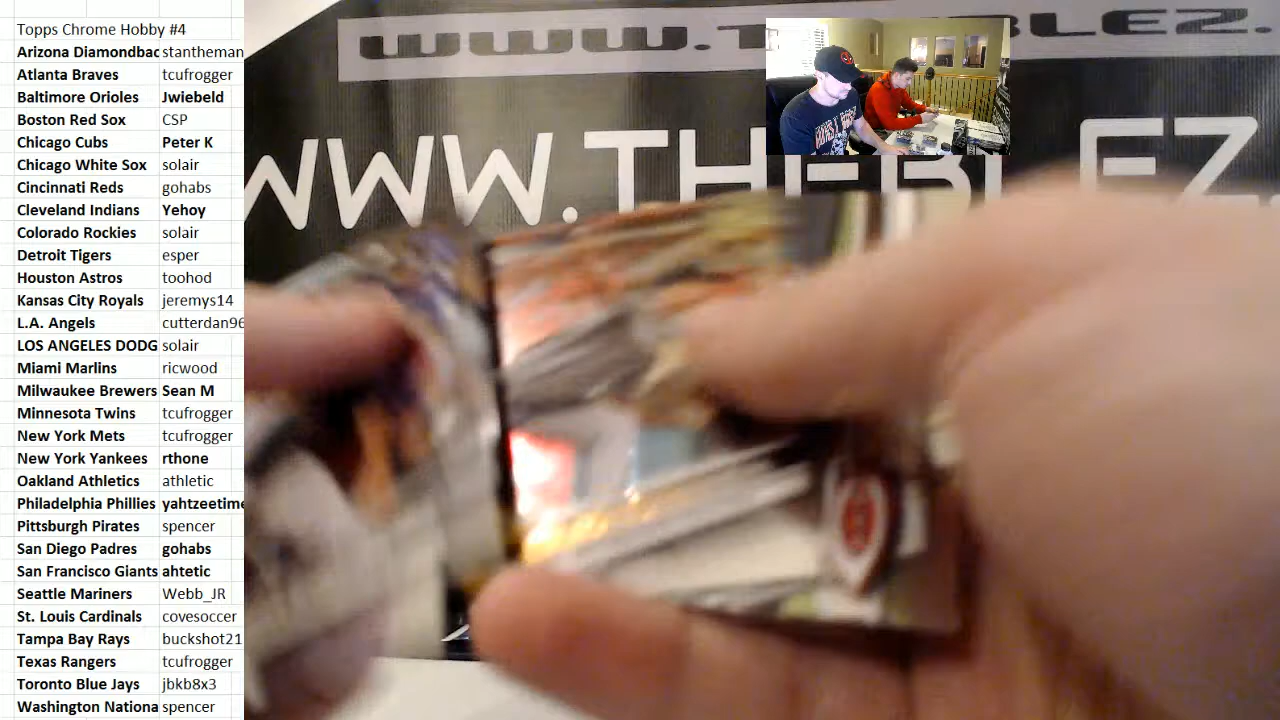 Topps Chrome Hobby #4
Arizona Diamondbac stantheman
Atlanta Braves tcufrogger
Baltimore Orioles Jwiebeld
Boston Red Sox CSP
Chicago Cubs Peter K
Chicago White Sox solair
Cincinnati Reds gohabs
Cleveland Indians Yehoy
Colorado Rockies solair
Detroit Tigers esper
Houston Astros toohod
Kansas City Royals jeremys14
L.A. Angels cutterdan96
LOS ANGELES DODG solair
Miami Marlins ricwood
Milwaukee Brewers Sean M
Minnesota Twins tcufrogger
New York Mets tcufrogger
New York Yankees rthone
Oakland Athletics athletic
Philadelphia Phillies yahtzeetime
Pittsburgh Pirates spencer
San Diego Padres gohabs
San Francisco Giants ahtetic
Seattle Mariners Webb_JR
St. Louis Cardinals covesoccer
Tampa Bay Rays buckshot21
Texas Rangers tcufrogger
Toronto Blue Jays jbkb8x3
Washington Nationa spencer
WWW.THEBLEZ.